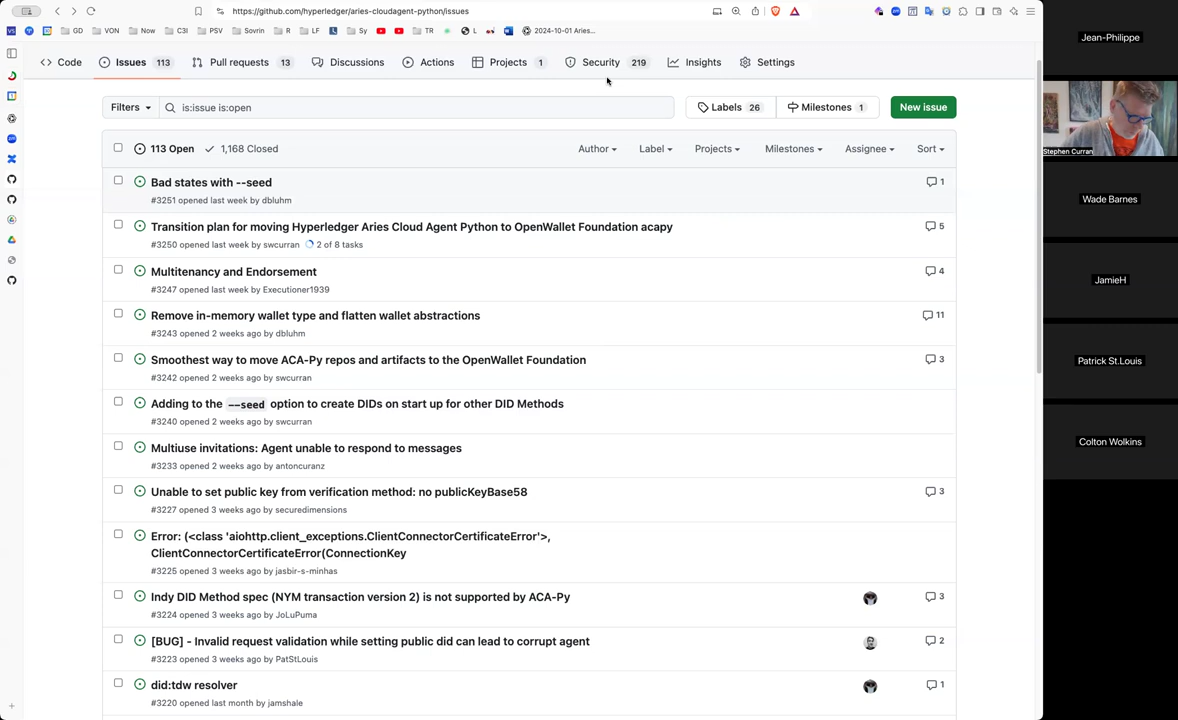 https://github.com/hyperledger/aries-cloudagent-python/issues
GD VON Now C3I PSV Sovrin R LF Sy TR L 2024-10-01 Aries...
Code Issues 113 Pull requests 13 Discussions Actions Projects 1 Security 219 Insights Settings
Filters is:issue is:open Labels 26 Milestones 1 New issue
113 Open 1,168 Closed Author Label Projects Milestones Assignee Sort
Bad states with --seed 1
#3251 opened last week by dbluhm
Transition plan for moving Hyperledger Aries Cloud Agent Python to OpenWallet Foundation acapy 5
#3250 opened last week by swcurran 2 of 8 tasks
Multitenancy and Endorsement 4
#3247 opened last week by Executioner1939
Remove in-memory wallet type and flatten wallet abstractions 11
#3243 opened 2 weeks ago by dbluhm
Smoothest way to move ACA-Py repos and artifacts to the OpenWallet Foundation 3
#3242 opened 2 weeks ago by swcurran
Adding to the --seed option to create DIDs on start up for other DID Methods
#3240 opened 2 weeks ago by swcurran
Multiuse invitations: Agent unable to respond to messages
#3233 opened 2 weeks ago by antoncuranz
Unable to set public key from verification method: no publicKeyBase58 3
#3227 opened 3 weeks ago by securedimensions
Error: (<class 'aiohttp.client_exceptions.ClientConnectorCertificateError'>,
ClientConnectorCertificateError(ConnectionKey
#3225 opened 3 weeks ago by jasbir-s-minhas
Indy DID Method spec (NYM transaction version 2) is not supported by ACA-Py 3
#3224 opened 3 weeks ago by JoLuPuma
[BUG] - Invalid request validation while setting public did can lead to corrupt agent 2
#3223 opened 3 weeks ago by PatStLouis
did:tdw resolver 1
#3220 opened last month by jamshale
Jean-Philippe
Stephen Curran
Wade Barnes
JamieH
Patrick St.Louis
Colton Wolkins